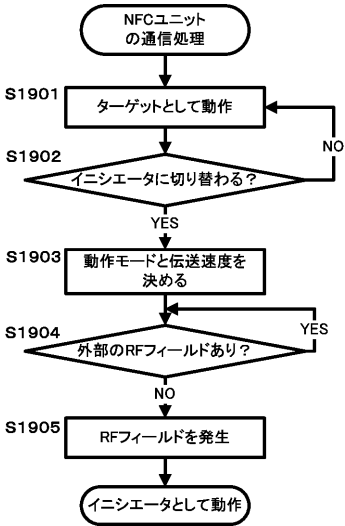 NFCユニット
の通信処理
S1901
ターゲットとして動作
NO
S1902
イニシエータに切り替わる？
YES
S1903
動作モードと伝送速度を
決める
YES
S1904
外部のRFフィールドあり？
NO
S1905
RFフィールドを発生
イニシエータとして動作